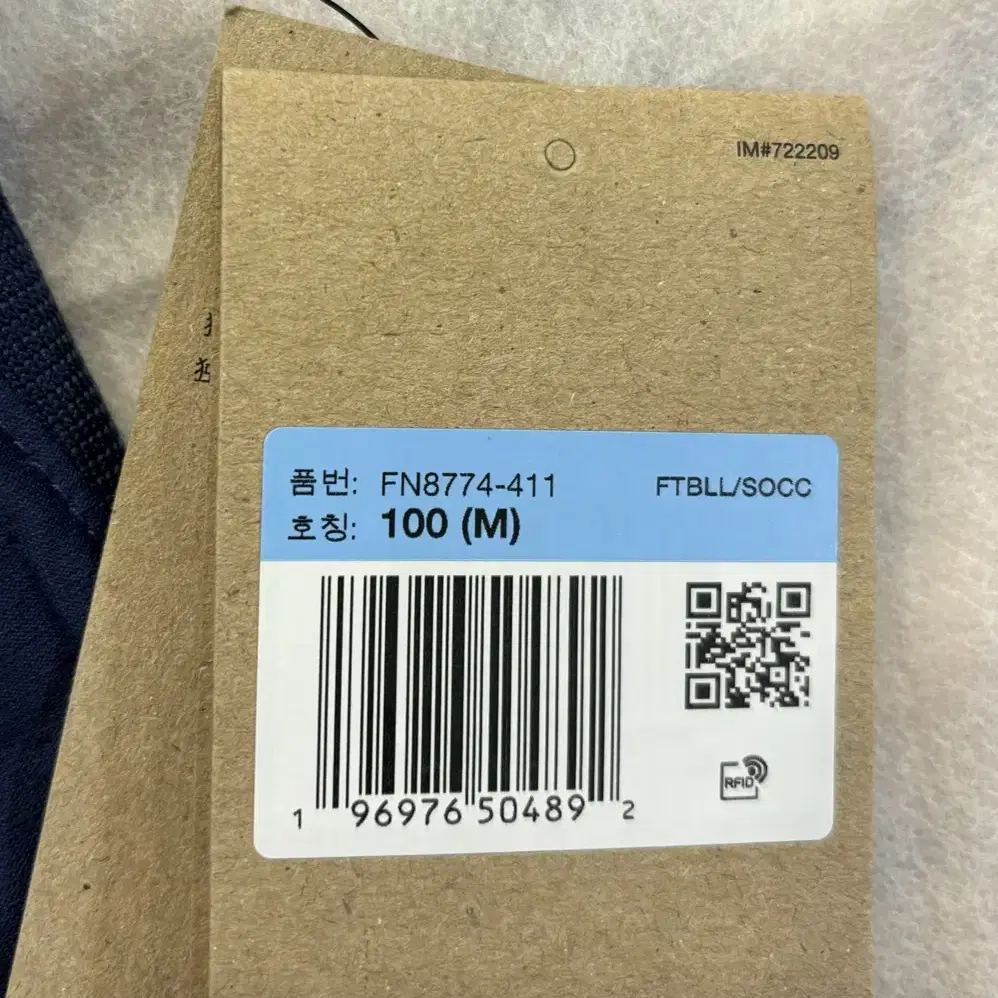 IM#722209
품번: FN8774-411 FTBLL/SOCC
호칭: 100 (M)
1 96976 50489 2
RFID